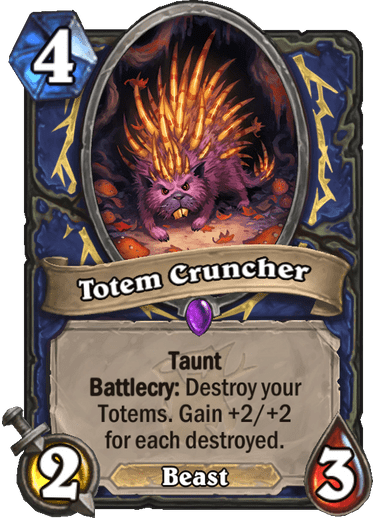 4
Totem Cruncher
Taunt
Battlecry: Destroy your
Totems. Gain +2/+2
for each destroyed.
2
Beast
3